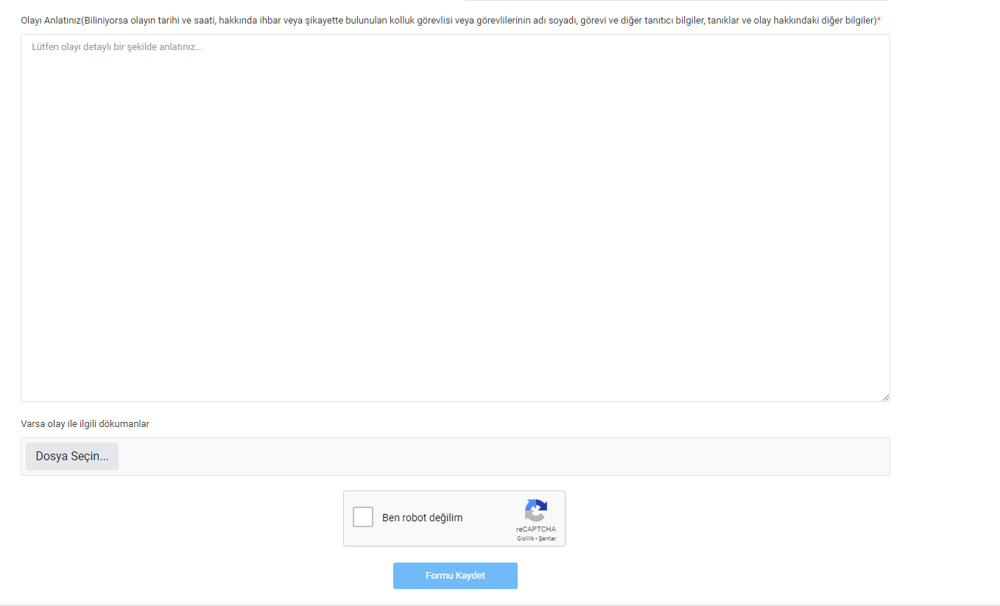 Olayı Anlatınız(Biliniyorsa olayın tarihi ve saati, hakkında ihbar veya şikayette bulunulan kolluk görevlisi veya görevlilerinin adı soyadı, görevi ve diğer tanıtıcı bilgiler, tanıklar ve olay hakkındaki diğer bilgiler)*
Lütfen olayı detaylı bir şekilde anlatınız...
Varsa olay ile ilgili dökumanlar
Dosya Seçin...
Ben robot değilim
reCAPTCHA
Gizlilik - Şartlar
Formu Kaydet